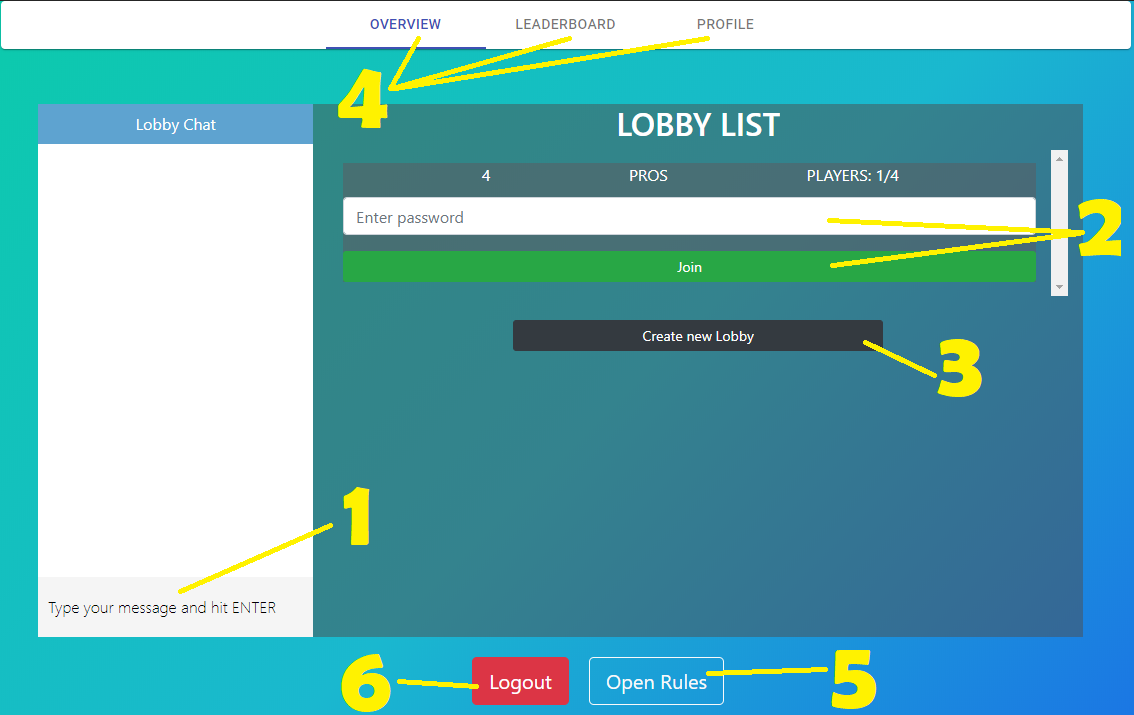 OVERVIEW LEADERBOARD PROFILE
4
Lobby Chat
LOBBY LIST
4 PROS PLAYERS: 1/4
Enter password
2
Join
Create new Lobby
3
1
Type your message and hit ENTER
6
Logout
Open Rules
5